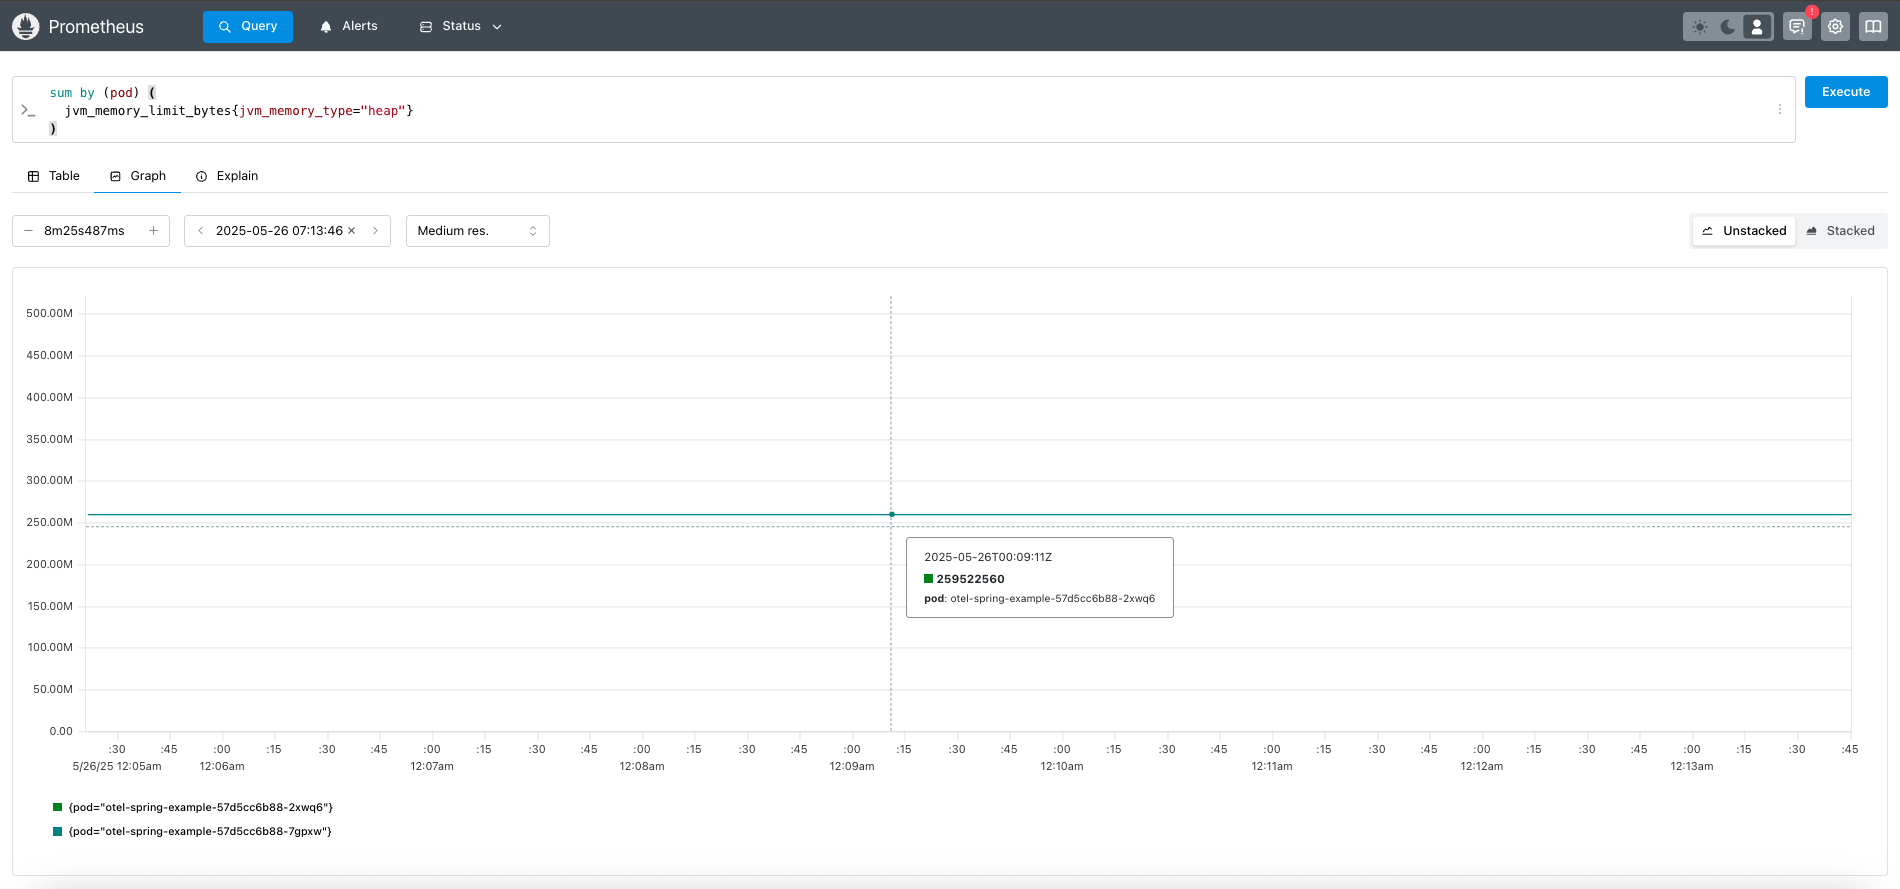 Prometheus
Query
Alerts
Status
!
sum by (pod) (
jvm_memory_limit_bytes{jvm_memory_type="heap"}
)
Execute
Table
Graph
Explain
8m25s487ms
2025-05-26 07:13:46
Medium res.
Unstacked
Stacked
500.00M
450.00M
400.00M
350.00M
300.00M
250.00M
200.00M
150.00M
100.00M
50.00M
0.00
2025-05-26T00:09:11Z
259522560
pod: otel-spring-example-57d5cc6b88-2xwq6
:30 :45 :00 :15 :30 :45 :00 :15 :30 :45 :00 :15 :30 :45 :00 :15 :30 :45 :00 :15 :30 :45 :00 :15 :30 :45 :00 :15 :30 :45 :00 :15 :30 :45
5/26/25 12:05am 12:06am 12:07am 12:08am 12:09am 12:10am 12:11am 12:12am 12:13am
{pod="otel-spring-example-57d5cc6b88-2xwq6"}
{pod="otel-spring-example-57d5cc6b88-7gpxw"}